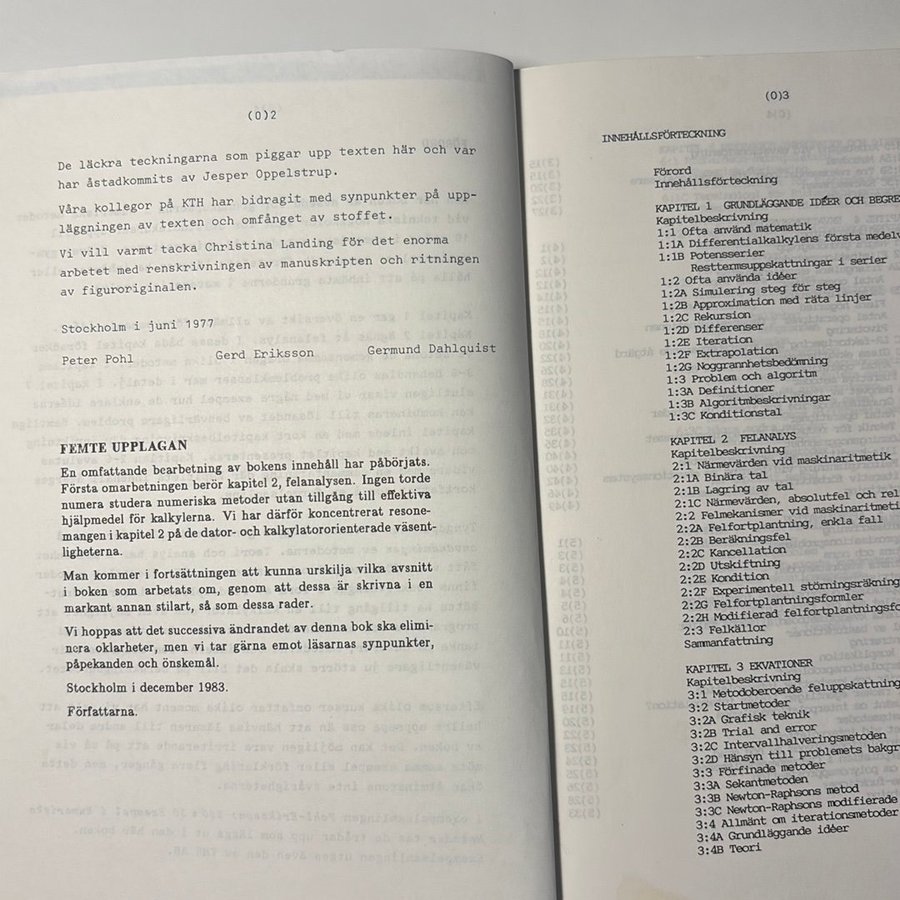 (0)2
De läckra teckningarna som piggar upp texten här och var
har åstadkommits av Jesper Oppelstrup.
Våra kollegor på KTH har bidragit med synpunkter på upp-
läggningen av texten och omfånget av stoffet.
Vi vill varmt tacka Christina Landing för det enorma
arbetet med renskrivningen av manuskripten och ritningen
av figuroriginalen.
Stockholm i juni 1977
Peter Pohl Gerd Eriksson Germund Dahlquist
FEMTE UPPLAGAN
En omfattande bearbetning av bokens innehåll har påbörjats.
Första omarbetningen berör kapitel 2, felanalysen. Ingen torde
numera studera numeriska metoder utan tillgång till effektiva
hjälpmedel för kalkylerna. Vi har därför koncentrerat resone-
mangen i kapitel 2 på de dator- och kalkylatororienterade väsent-
ligheterna.
Man kommer i fortsättningen att kunna urskilja vilka avsnitt
i boken som arbetats om, genom att dessa är skrivna i en
markant annan stilart, så som dessa rader.
Vi hoppas att det successiva ändrandet av denna bok ska elimi-
nera oklarheter, men vi tar gärna emot läsarnas synpunkter,
påpekanden och önskemål.
Stockholm i december 1983.
Författarna.
(0)3
INNEHÅLLSFÖRTECKNING
Förord
Innehållsförteckning
KAPITEL 1 GRUNDLÄGGANDE IDÉER OCH BEGRE
Kapitelbeskrivning
1:1 Ofta använd matematik
1:1A Differentialkalkylens första medelv
1:1B Potensserier
Resttermsuppskattningar i serier
1:2 Ofta använda idéer
1:2A Simulering steg för steg
1:2B Approximation med räta linjer
1:2C Rekursion
1:2D Differenser
1:2E Iteration
1:2F Extrapolation
1:2G Noggrannhetsbedömning
1:3 Problem och algoritm
1:3A Definitioner
1:3B Algoritmbeskrivningar
1:3C Konditionstal
KAPITEL 2 FELANALYS
Kapitelbeskrivning
2:1 Närmevärden vid maskinaritmetik
2:1A Binära tal
2:1B Lagring av tal
2:1C Närmevärden, absolutfel och rel
2:2 Felmekanismer vid maskinaritmeti
2:2A Felfortplantning, enkla fall
2:2B Beräkningsfel
2:2C Kancellation
2:2D Utskiftning
2:2E Kondition
2:2F Experimentell störningsräkning
2:2G Felfortplantningsformler
2:2H Modifierad felfortplantningsfo
2:3 Felkällor
Sammanfattning
KAPITEL 3 EKVATIONER
Kapitelbeskrivning
3:1 Metodoberoende feluppskattning
3:2 Startmetoder
3:2A Grafisk teknik
3:2B Trial and error
3:2C Intervallhalveringsmetoden
3:2D Hänsyn till problemets bakgr
3:3 Förfinade metoder
3:3A Sekantmetoden
3:3B Newton-Raphsons metod
3:3C Newton-Raphsons modifierade
3:4 Allmänt om iterationsmetoder
3:4A Grundläggande idéer
3:4B Teori